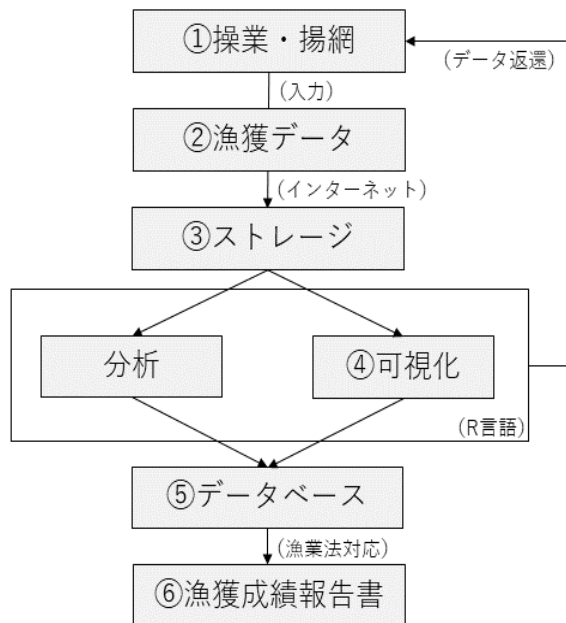 ①操業・揚網
(データ返還)
(入力)
②漁獲データ
(インターネット)
③ストレージ
分析
④可視化
(R言語)
⑤データベース
(漁業法対応)
⑥漁獲成績報告書